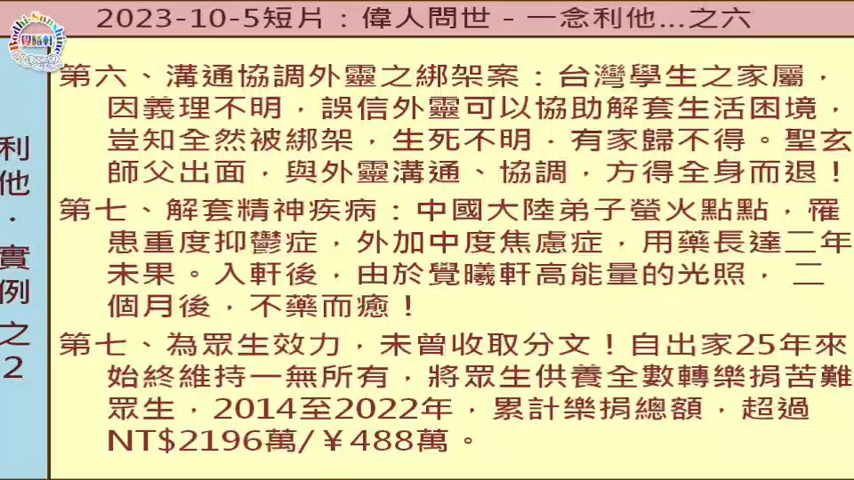 2023-10-5短片：偉人問世－一念利他...之六
Bodhi-Sunshine
覺曦軒
利他．實例之2
第六、溝通協調外靈之綁架案：台灣學生之家屬，
因義理不明，誤信外靈可以協助解套生活困境，
豈知全然被綁架，生死不明．有家歸不得。聖玄
師父出面，與外靈溝通、協調，方得全身而退！
第七、解套精神疾病：中國大陸弟子螢火點點，罹
患重度抑鬱症，外加中度焦慮症，用藥長達二年
未果。入軒後，由於覺曦軒高能量的光照， 二
個月後，不藥而癒！
第七、為眾生效力，未曾收取分文！自出家25年來
始終維持一無所有，將眾生供養全數轉樂捐苦難
眾生，2014至2022年，累計樂捐總額，超過
NT$2196萬/￥488萬。